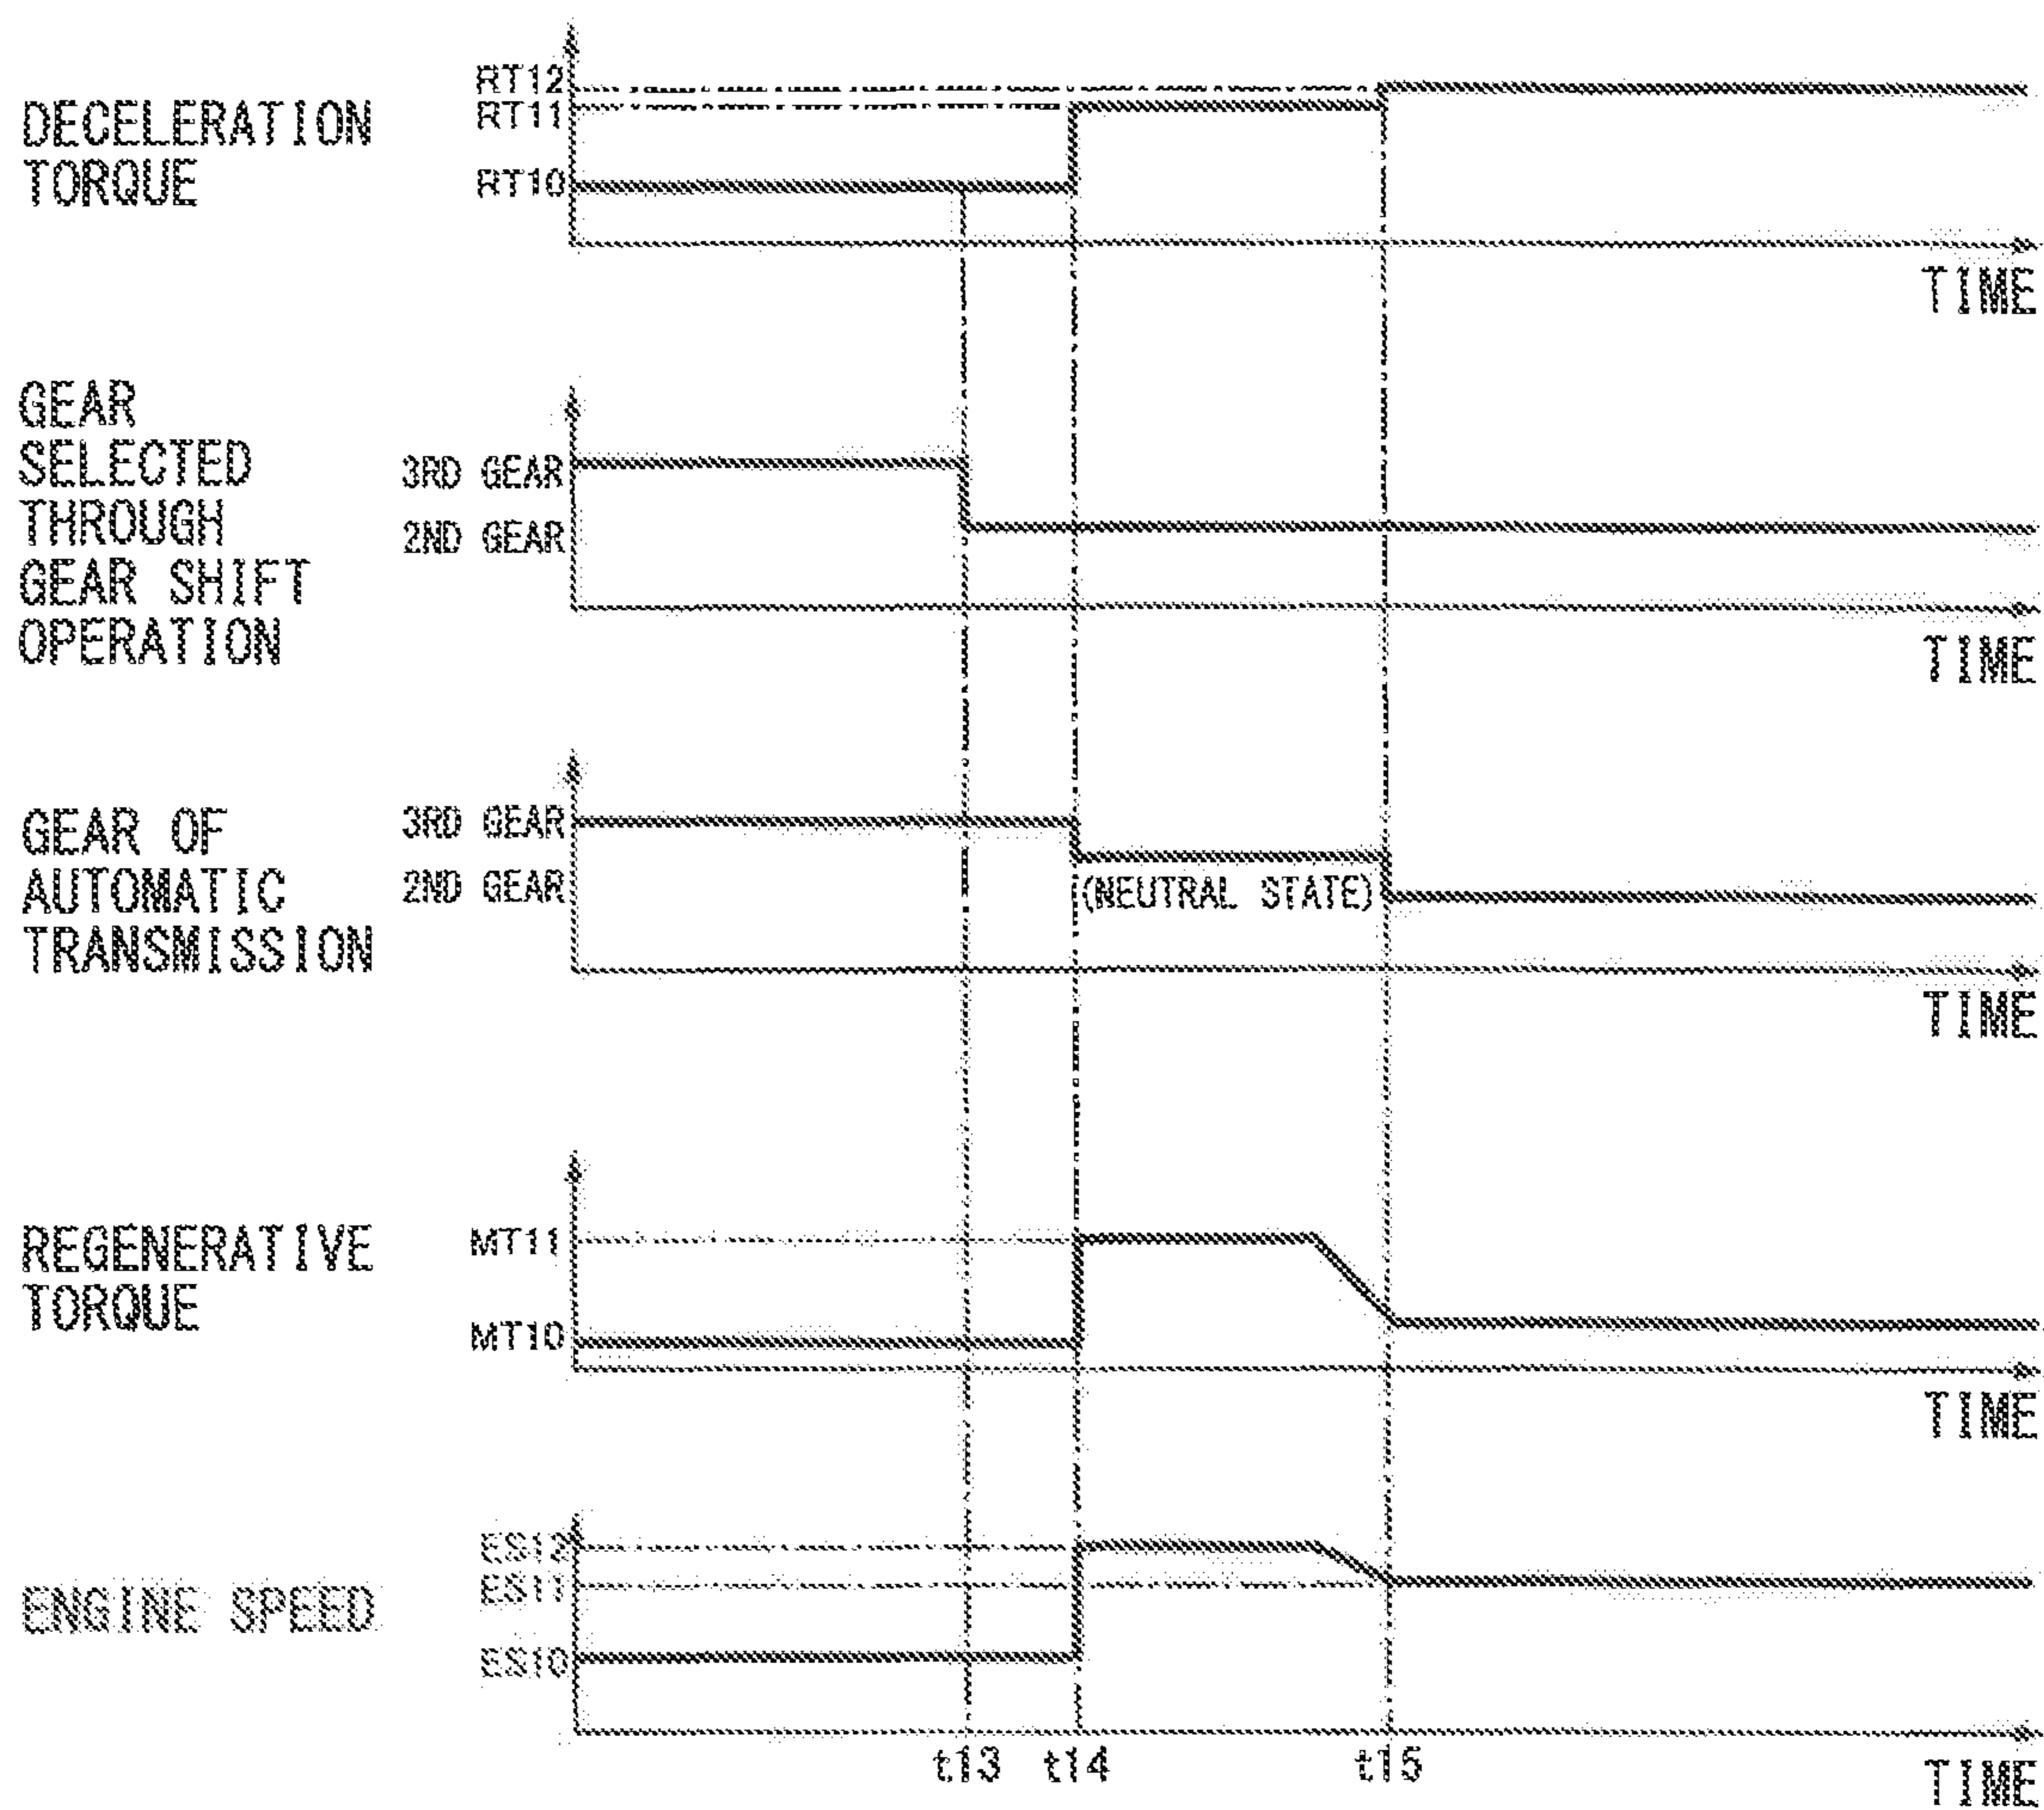 DECELERATION
TORQUE
RT12
RT11
RT10
TIME
GEAR
SELECTED
THROUGH
GEAR SHIFT
OPERATION
3RD GEAR
2ND GEAR
TIME
GEAR OF
AUTOMATIC
TRANSMISSION
3RD GEAR
2ND GEAR
(NEUTRAL STATE)
TIME
REGENERATIVE
TORQUE
MT11
MT10
TIME
ENGINE SPEED
ES12
ES11
ES10
t13 t14 t15
TIME